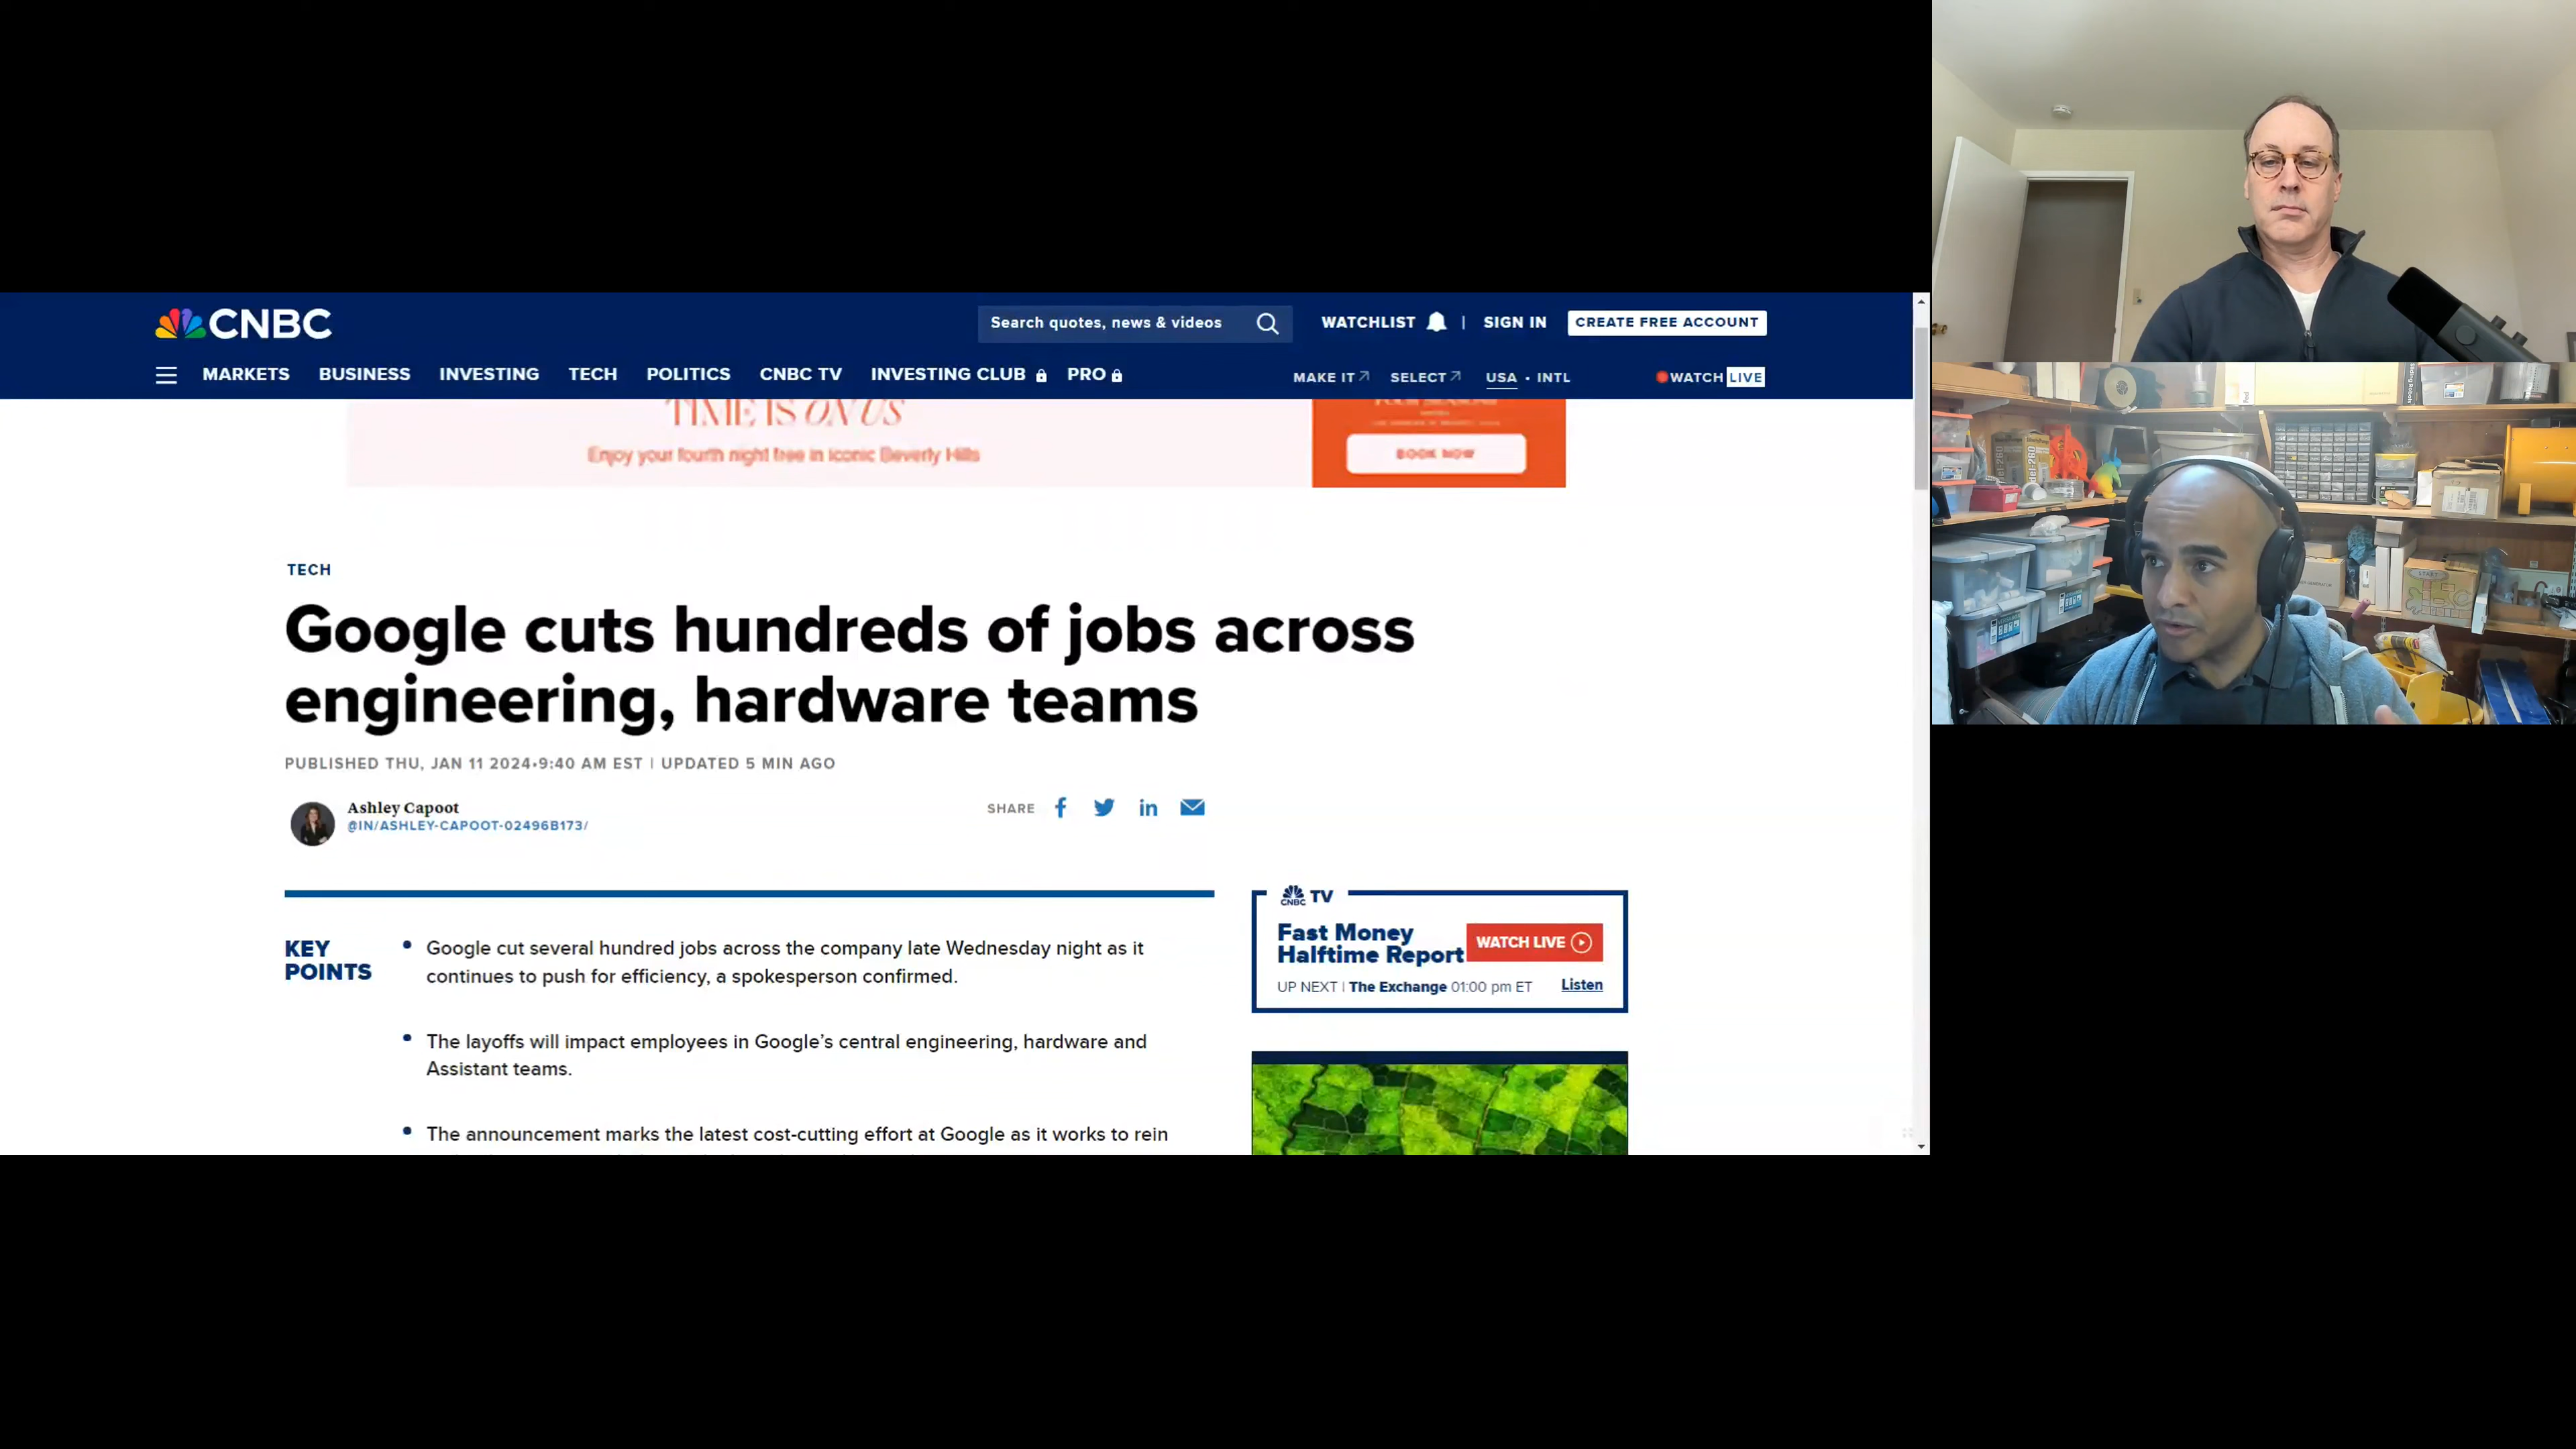 CNBC
Search quotes, news & videos
WATCHLIST | SIGN IN CREATE FREE ACCOUNT
MARKETS BUSINESS INVESTING TECH POLITICS CNBC TV INVESTING CLUB PRO
MAKE IT SELECT USA • INTL WATCH LIVE
TIME IS ON US
Enjoy your fourth night free in iconic Beverly Hills
BOOK NOW
TECH
Google cuts hundreds of jobs across
engineering, hardware teams
PUBLISHED THU, JAN 11 2024•9:40 AM EST | UPDATED 5 MIN AGO
Ashley Capoot
@IN/ASHLEY-CAPOOT-02496B173/
SHARE
KEY
POINTS
• Google cut several hundred jobs across the company late Wednesday night as it
continues to push for efficiency, a spokesperson confirmed.
• The layoffs will impact employees in Google’s central engineering, hardware and
Assistant teams.
• The announcement marks the latest cost-cutting effort at Google as it works to rein
CNBC TV
Fast Money
Halftime Report
WATCH LIVE
UP NEXT | The Exchange 01:00 pm ET
Listen
START